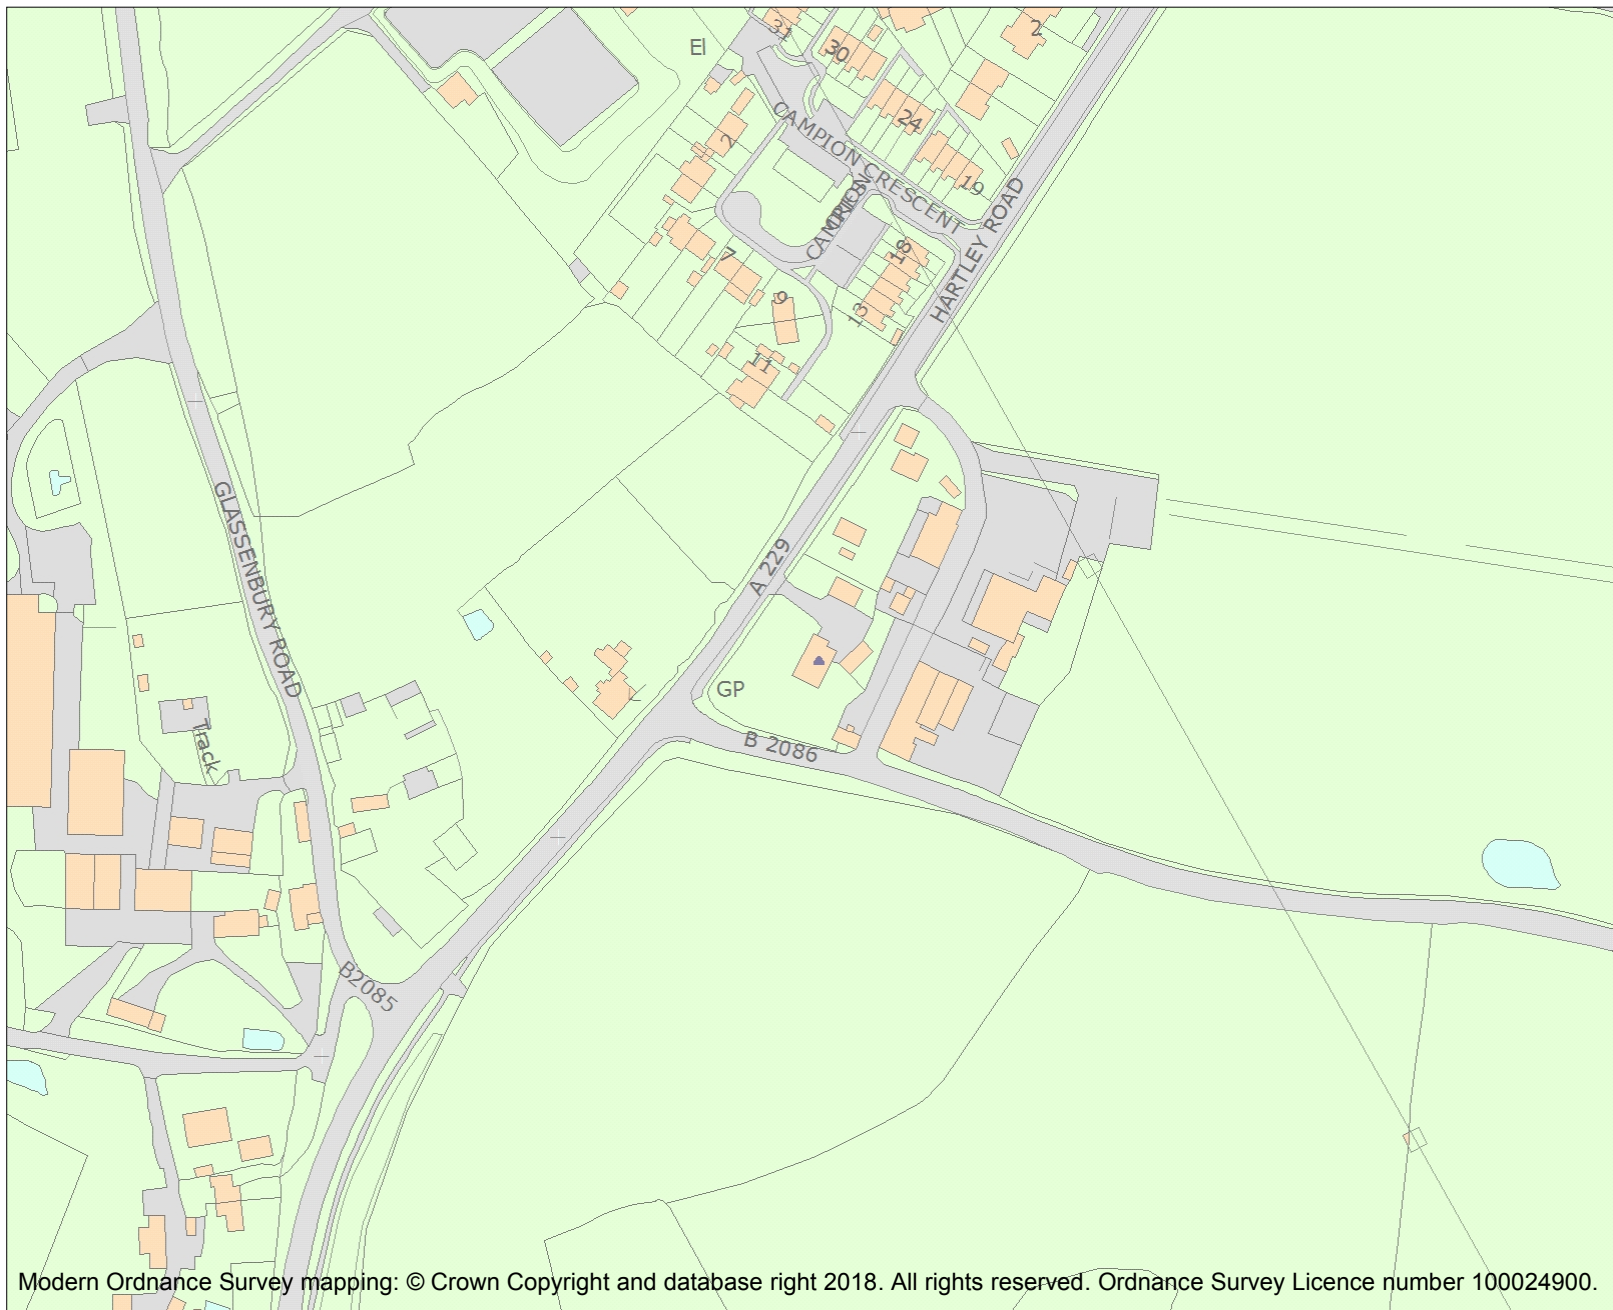 31
2
30
El
CAMPION CRESCENT
24
2
19
CAMPION
18
HARTLEY ROAD
7
9
13
11
GLASSENBURY ROAD
A 229
GP
Track
B 2086
B2085
Modern Ordnance Survey mapping: © Crown Copyright and database right 2018. All rights reserved. Ordnance Survey Licence number 100024900.